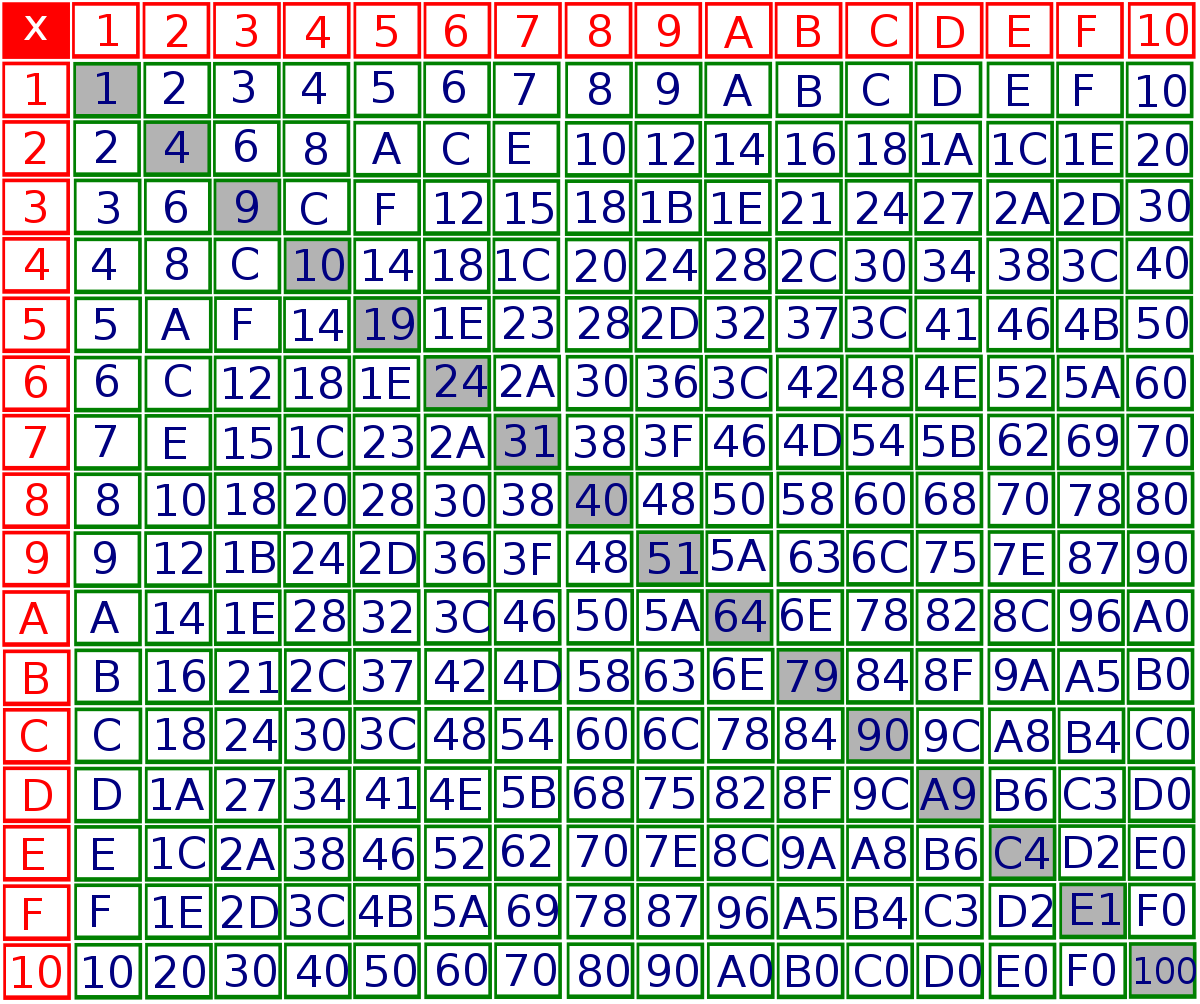 X 1 2 3 4 5 6 7 8 9 A B C D E F 10
1 1 2 3 4 5 6 7 8 9 A B C D E F 10
2 2 4 6 8 A C E 10 12 14 16 18 1A 1C 1E 20
3 3 6 9 C F 12 15 18 1B 1E 21 24 27 2A 2D 30
4 4 8 C 10 14 18 1C 20 24 28 2C 30 34 38 3C 40
5 5 A F 14 19 1E 23 28 2D 32 37 3C 41 46 4B 50
6 6 C 12 18 1E 24 2A 30 36 3C 42 48 4E 52 5A 60
7 7 E 15 1C 23 2A 31 38 3F 46 4D 54 5B 62 69 70
8 8 10 18 20 28 30 38 40 48 50 58 60 68 70 78 80
9 9 12 1B 24 2D 36 3F 48 51 5A 63 6C 75 7E 87 90
A A 14 1E 28 32 3C 46 50 5A 64 6E 78 82 8C 96 A0
B B 16 21 2C 37 42 4D 58 63 6E 79 84 8F 9A A5 B0
C C 18 24 30 3C 48 54 60 6C 78 84 90 9C A8 B4 C0
D D 1A 27 34 41 4E 5B 68 75 82 8F 9C A9 B6 C3 D0
E E 1C 2A 38 46 52 62 70 7E 8C 9A A8 B6 C4 D2 E0
F F 1E 2D 3C 4B 5A 69 78 87 96 A5 B4 C3 D2 E1 F0
10 10 20 30 40 50 60 70 80 90 A0 B0 C0 D0 E0 F0 100